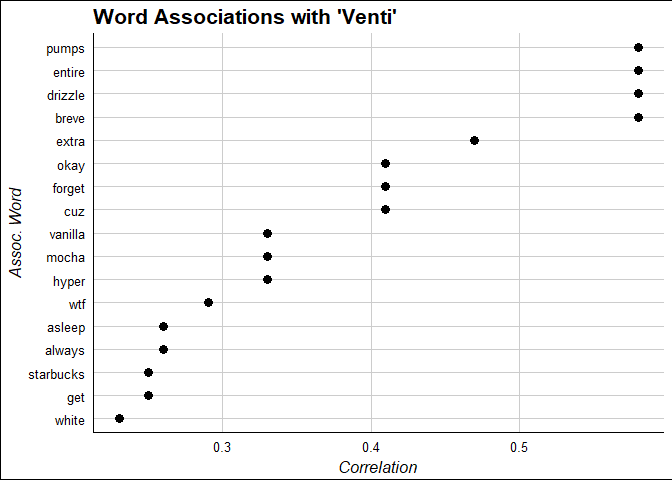 Word Associations with 'Venti'
pumps
entire
drizzle
breve
extra
okay
forget
cuz
vanilla
mocha
hyper
wtf
asleep
always
starbucks
get
white
Assoc. Word
0.3 0.4 0.5
Correlation